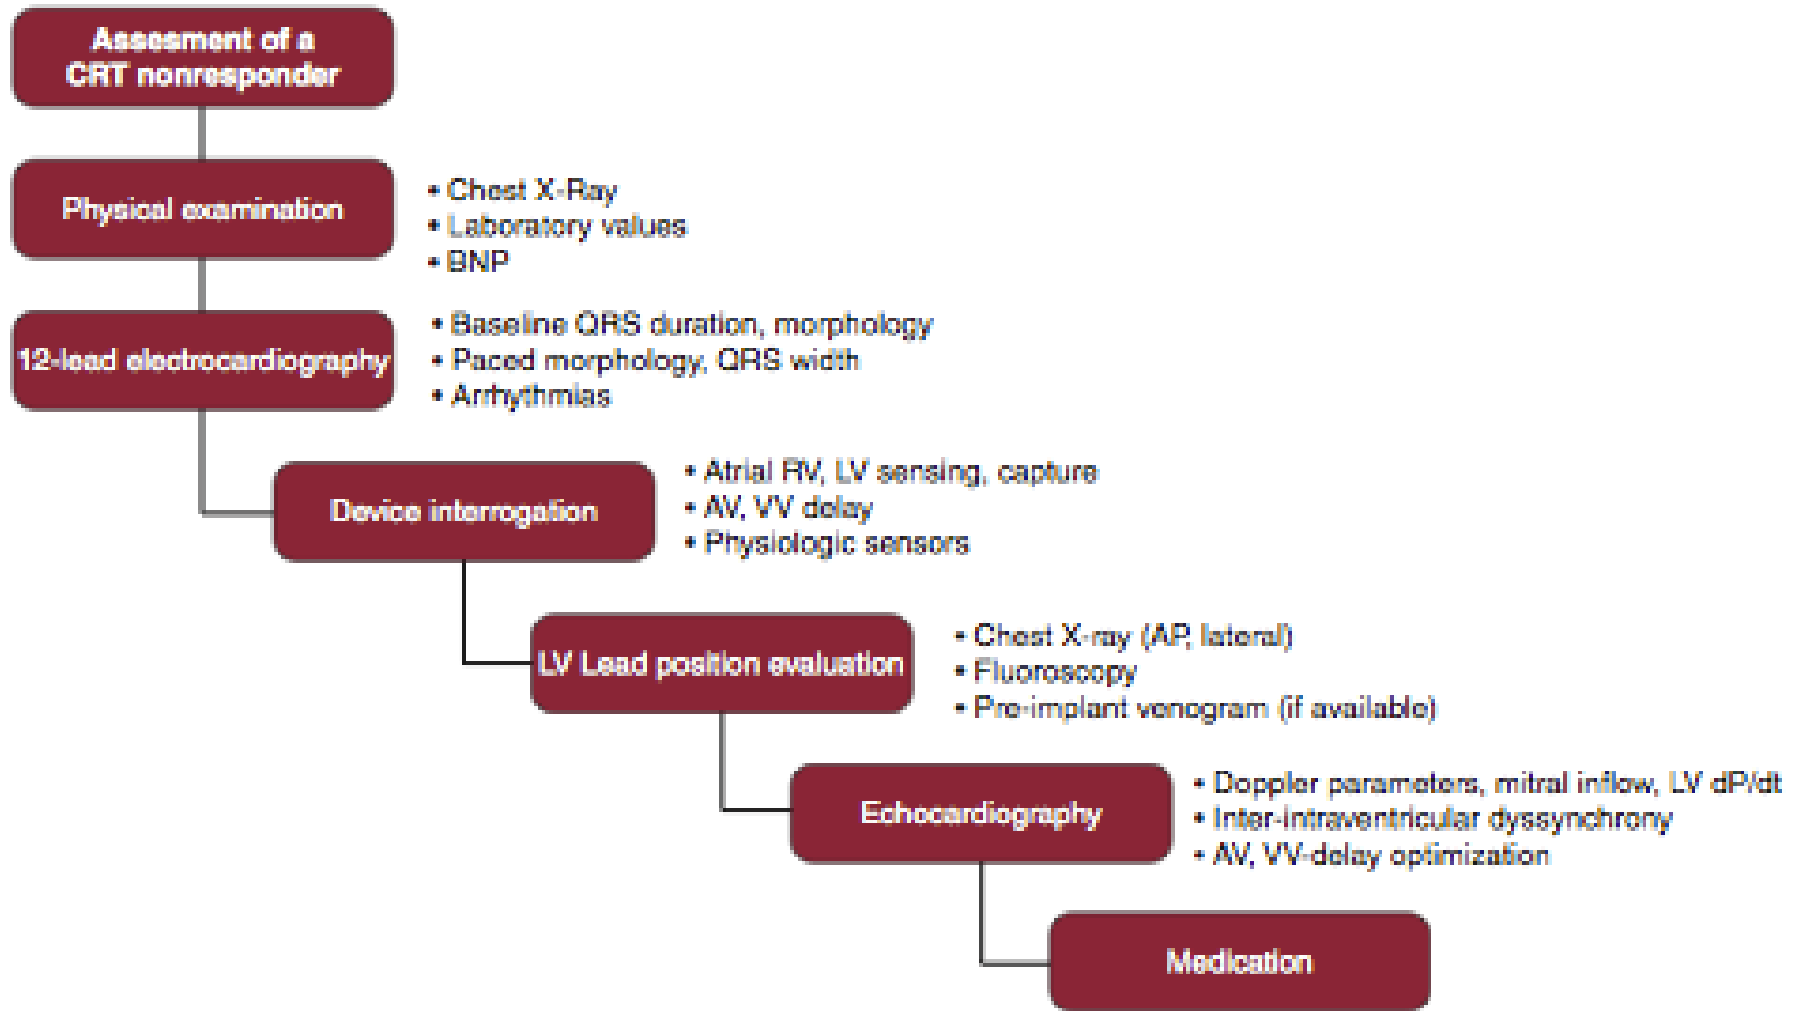 Assesment of a
CRT nonresponder
Physical examination
• Chest X-Ray
• Laboratory values
• BNP
12-lead electrocardiography
• Baseline QRS duration, morphology
• Paced morphology, QRS width
• Arrhythmias
Device interrogation
• Atrial RV, LV sensing, capture
• AV, VV delay
• Physiologic sensors
LV Lead position evaluation
• Chest X-ray (AP, lateral)
• Fluoroscopy
• Pre-implant venogram (if available)
Echocardiography
• Doppler parameters, mitral inflow, LV dP/dt
• Inter-intraventricular dyssynchrony
• AV, VV-delay optimization
Medication